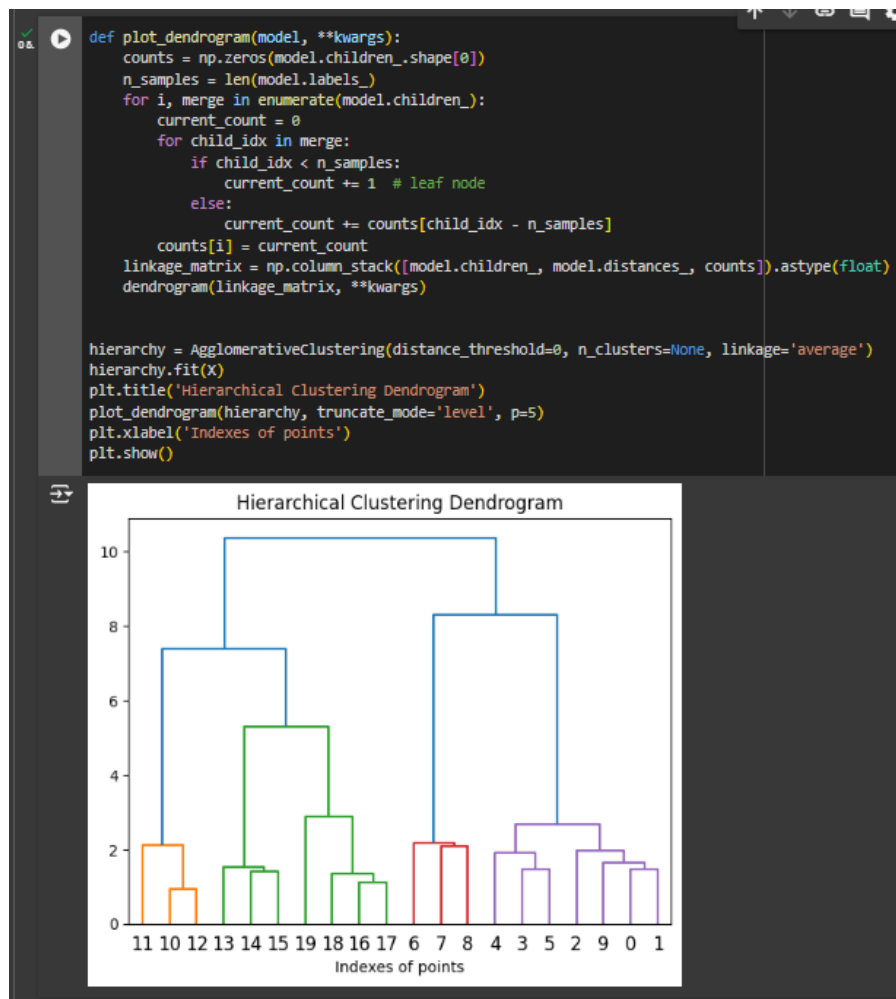 def plot_dendrogram(model, **kwargs):
    counts = np.zeros(model.children_.shape[0])
    n_samples = len(model.labels_)
    for i, merge in enumerate(model.children_):
        current_count = 0
        for child_idx in merge:
            if child_idx < n_samples:
                current_count += 1  # leaf node
            else:
                current_count += counts[child_idx - n_samples]
        counts[i] = current_count
    linkage_matrix = np.column_stack([model.children_, model.distances_, counts]).astype(float)
    dendrogram(linkage_matrix, **kwargs)
hierarchy = AgglomerativeClustering(distance_threshold=0, n_clusters=None, linkage='average')
hierarchy.fit(X)
plt.title('Hierarchical Clustering Dendrogram')
plot_dendrogram(hierarchy, truncate_mode='level', p=5)
plt.xlabel('Indexes of points')
plt.show()
Hierarchical Clustering Dendrogram
10
8
6
4
2
0
11 10 12 13 14 15 19 18 16 17 6 7 8 4 3 5 2 9 0 1
Indexes of points